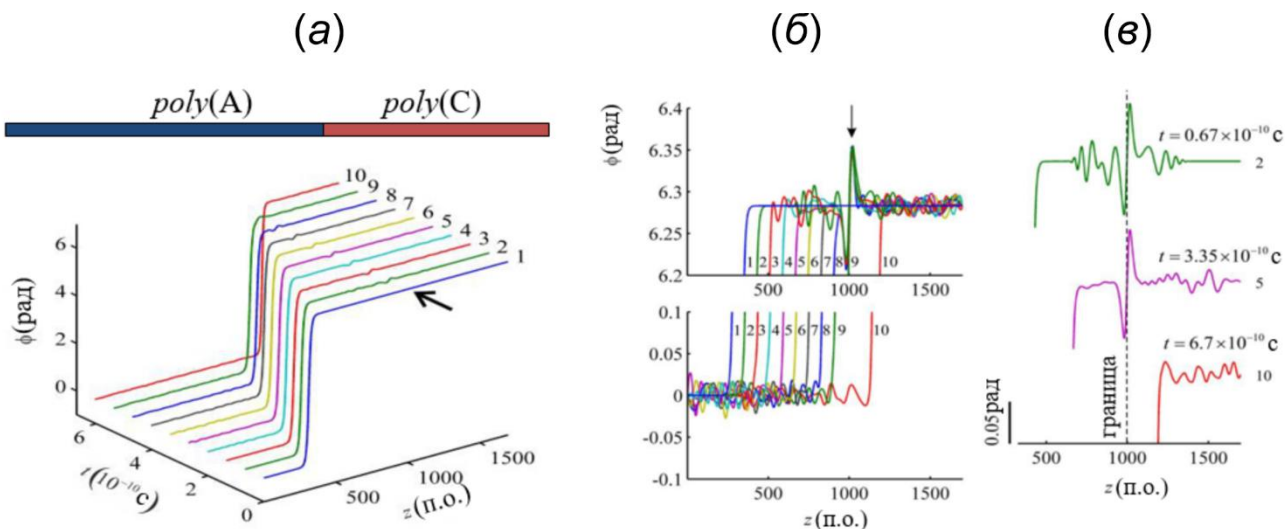 (а)
poly(A) poly(C)
ϕ(рад)
6
4
2
0
10
9
8
7
6
5
4
3
2
1
6
4
2
0
t(10⁻¹⁰c)
500
1000
1500
z(п.о.)
(б)
ϕ(рад)
6.4
6.35
6.3
6.25
6.2
1 2 3 4 5 6 7 8 9 10
500 1000 1500
0.1
0.05
0
-0.05
-0.1
1 2 3 4 5 6 7 8 9 10
500 1000 1500
z(п.о.)
(в)
t = 0.67×10⁻¹⁰ c
2
t = 3.35×10⁻¹⁰ c
5
t = 6.7×10⁻¹⁰ c
10
граница
0.05рад
500 1000 1500
z(п.о.)